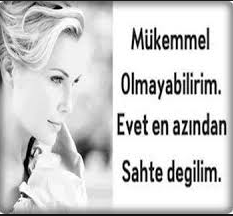 Mükemmel
Olmayabilirim.
Evet en azından
Sahte degilim.